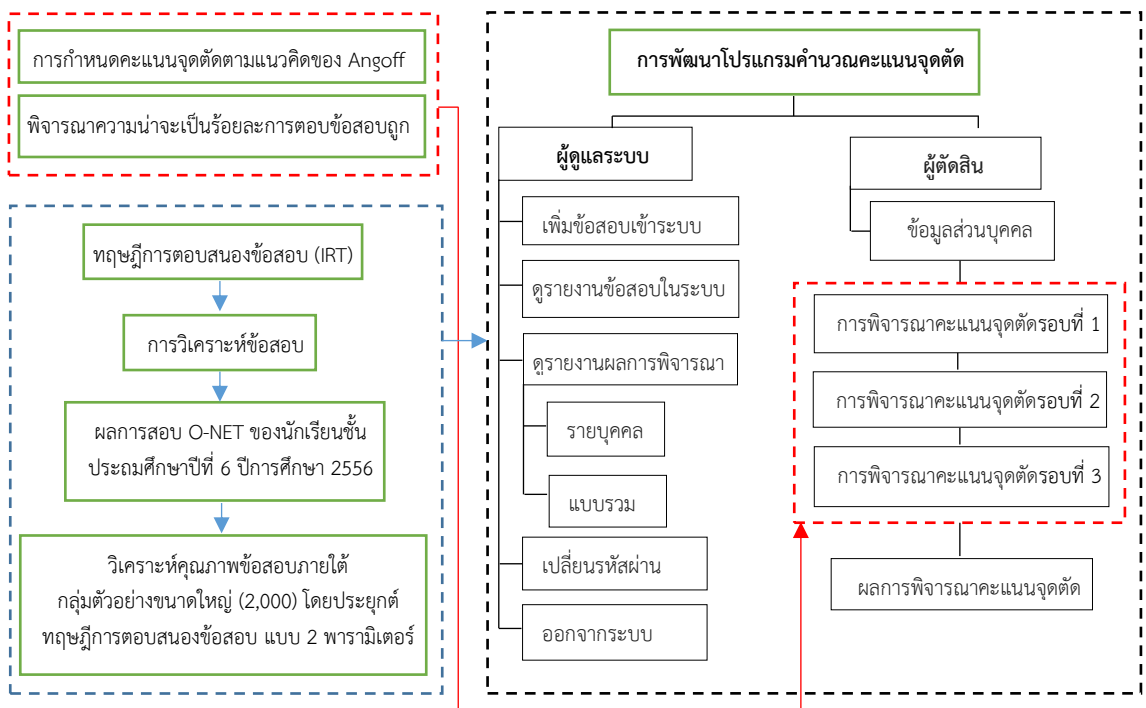 การกำหนดคะแนนจุดตัดตามแนวคิดของ Angoff
พิจารณาความน่าจะเป็นร้อยละการตอบข้อสอบถูก
ทฤษฎีการตอบสนองข้อสอบ (IRT)
การวิเคราะห์ข้อสอบ
ผลการสอบ O-NET ของนักเรียนชั้น
ประถมศึกษาปีที่ 6 ปีการศึกษา 2556
วิเคราะห์คุณภาพข้อสอบภายใต้
กลุ่มตัวอย่างขนาดใหญ่ (2,000) โดยประยุกต์
ทฤษฎีการตอบสนองข้อสอบ แบบ 2 พารามิเตอร์
การพัฒนาโปรแกรมคำนวณคะแนนจุดตัด
ผู้ดูแลระบบ
เพิ่มข้อสอบเข้าระบบ
ดูรายงานข้อสอบในระบบ
ดูรายงานผลการพิจารณา
รายบุคคล
แบบรวม
เปลี่ยนรหัสผ่าน
ออกจากระบบ
ผู้ตัดสิน
ข้อมูลส่วนบุคคล
การพิจารณาคะแนนจุดตัดรอบที่ 1
การพิจารณาคะแนนจุดตัดรอบที่ 2
การพิจารณาคะแนนจุดตัดรอบที่ 3
ผลการพิจารณาคะแนนจุดตัด